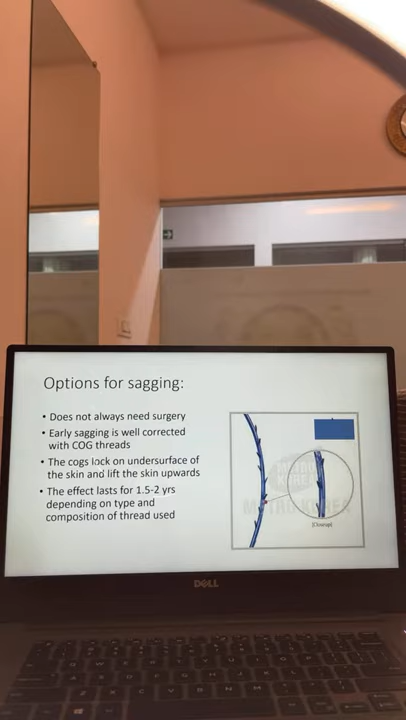 Options for sagging:
• Does not always need surgery
• Early sagging is well corrected
with COG threads
• The cogs lock on undersurface of
the skin and lift the skin upwards
• The effect lasts for 1.5-2 yrs
depending on type and
composition of thread used
METRO KOREA
[Closeup]
DELL